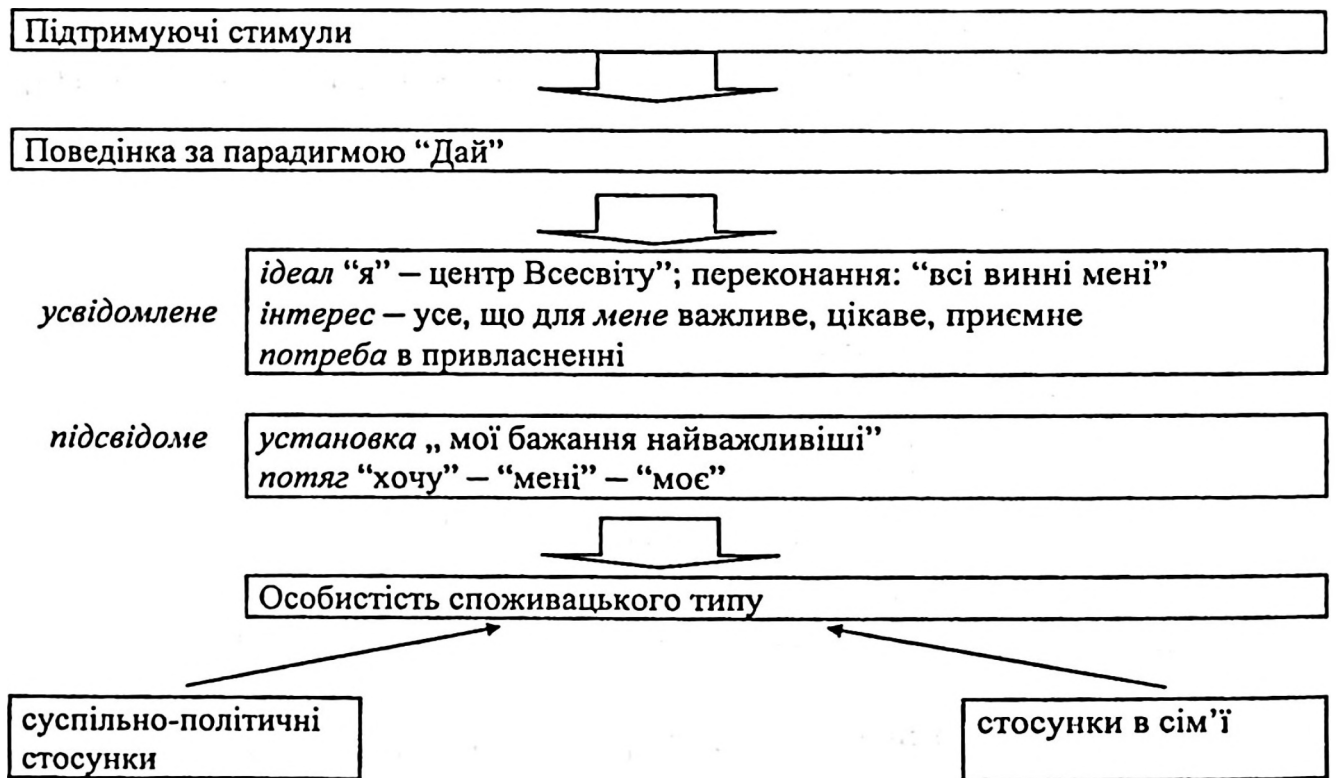 Підтримуючі стимули
Поведінка за парадигмою “Дай”
ідеал “я” – центр Всесвіту”; переконання: “всі винні мені”
усвідомлене
інтерес – усе, що для мене важливе, цікаве, приємне
потреба в привласненні
підсвідоме
установка „ мої бажання найважливіші”
потяг “хочу” – “мені” – “моє”
Особистість споживацького типу
суспільно-політичні
стосунки
стосунки в сім’ї